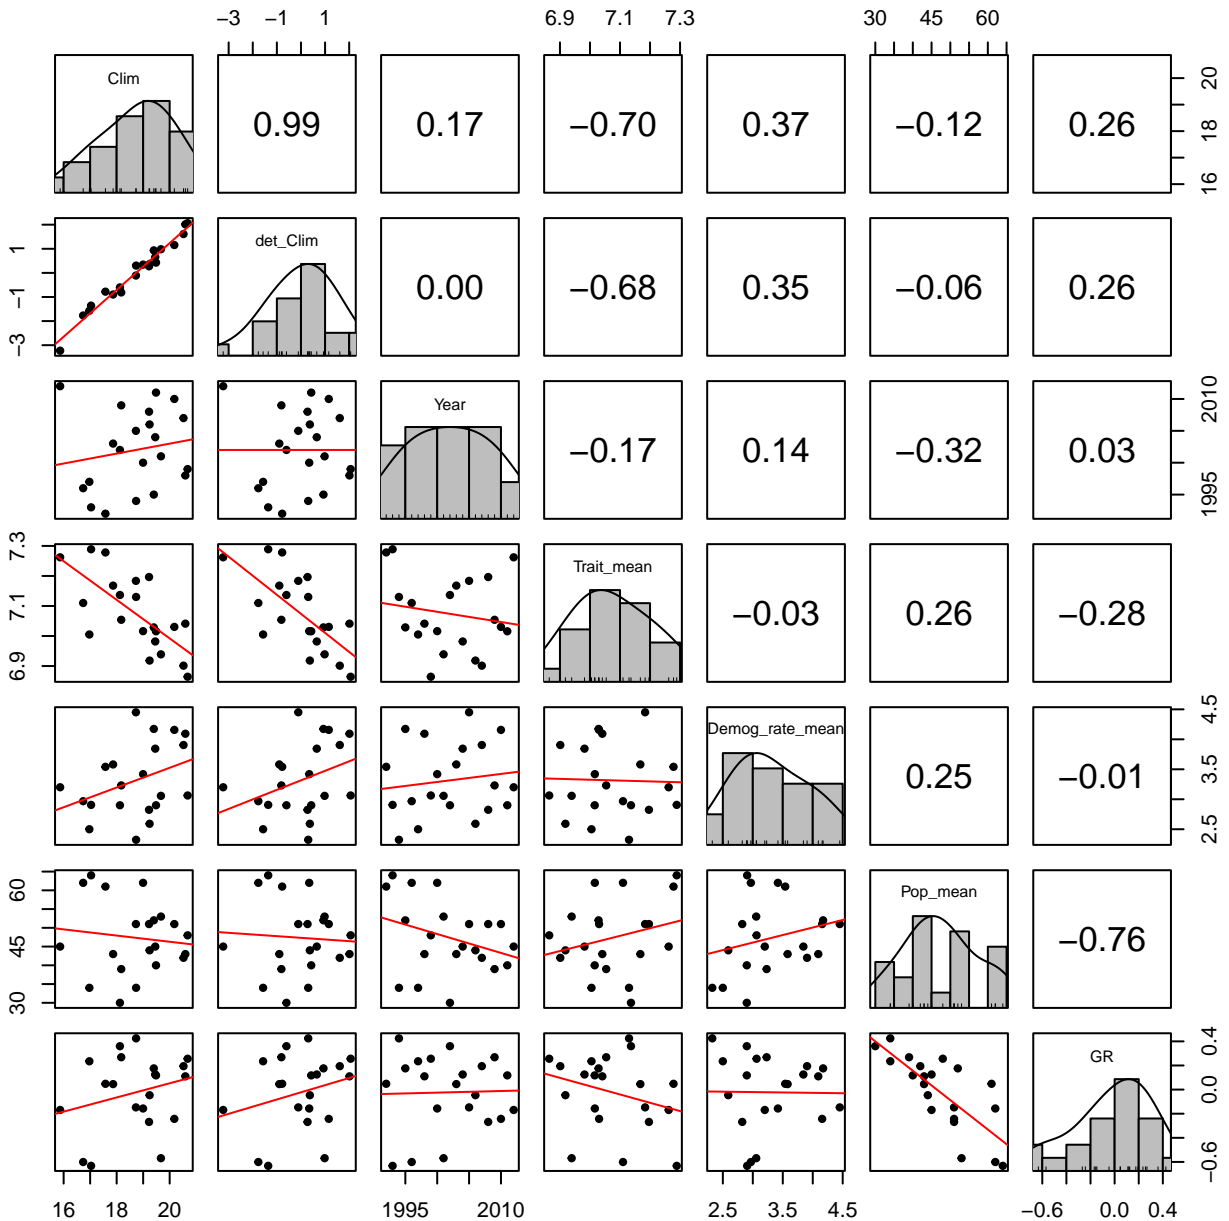 −3 −1 1 6.9 7.1 7.3 30 45 60
Clim 0.99 0.17 −0.70 0.37 −0.12 0.26
16 18 20
−3 −1 1
det_Clim 0.00 −0.68 0.35 −0.06 0.26
Year −0.17 0.14 −0.32 0.03
1995 2010
6.9 7.1 7.3
Trait_mean −0.03 0.26 −0.28
Demog_rate_mean 0.25 −0.01
2.5 3.5 4.5
30 45 60
Pop_mean −0.76
GR
−0.6 0.0 0.4
16 18 20 1995 2010 2.5 3.5 4.5 −0.6 0.0 0.4